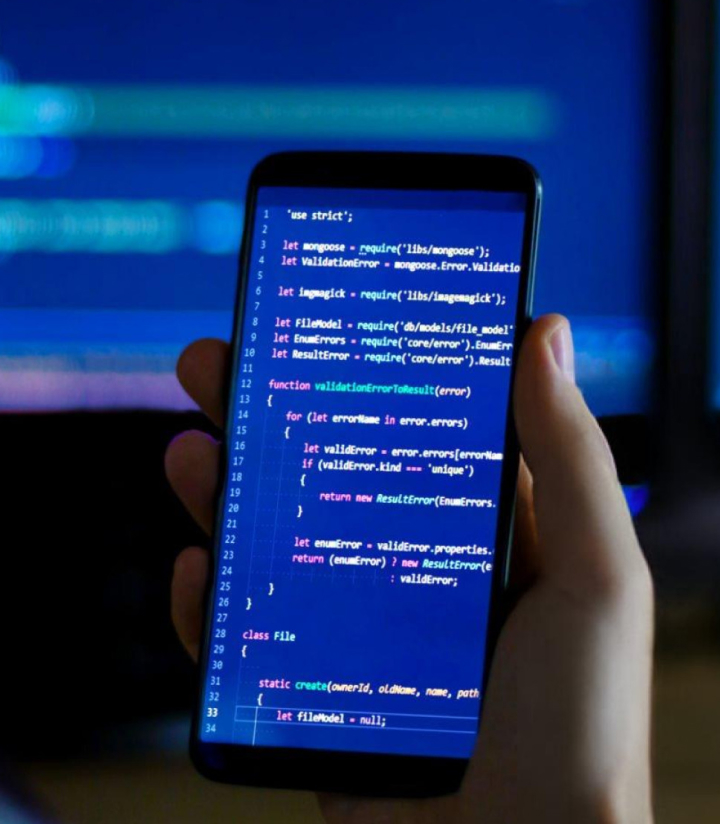 1 'use strict';
2
3 let mongoose = require('libs/mongoose');
4 let ValidationError = mongoose.Error.Validatio
5
6 let imgmagick = require('libs/imagemagick');
7
8 let FileModel = require('db/models/file_model'
9 let EnumErrors = require('core/error').EnumErr
10 let ResultError = require('core/error').Result
11
12 function validationErrorToResult(error)
13 {
14 for (let errorName in error.errors)
15 {
16 let validError = error.errors[errorNam
17 if (validError.kind === 'unique')
18 {
19 return new ResultError(EnumErrors.
20 }
21
22 let enumError = validError.properties.
23 return (enumError) ? new ResultError(e
24 : validError;
25 }
26 }
27
28 class File
29 {
30
31 static create(ownerId, oldName, name, path
32 {
33 let fileModel = null;
34